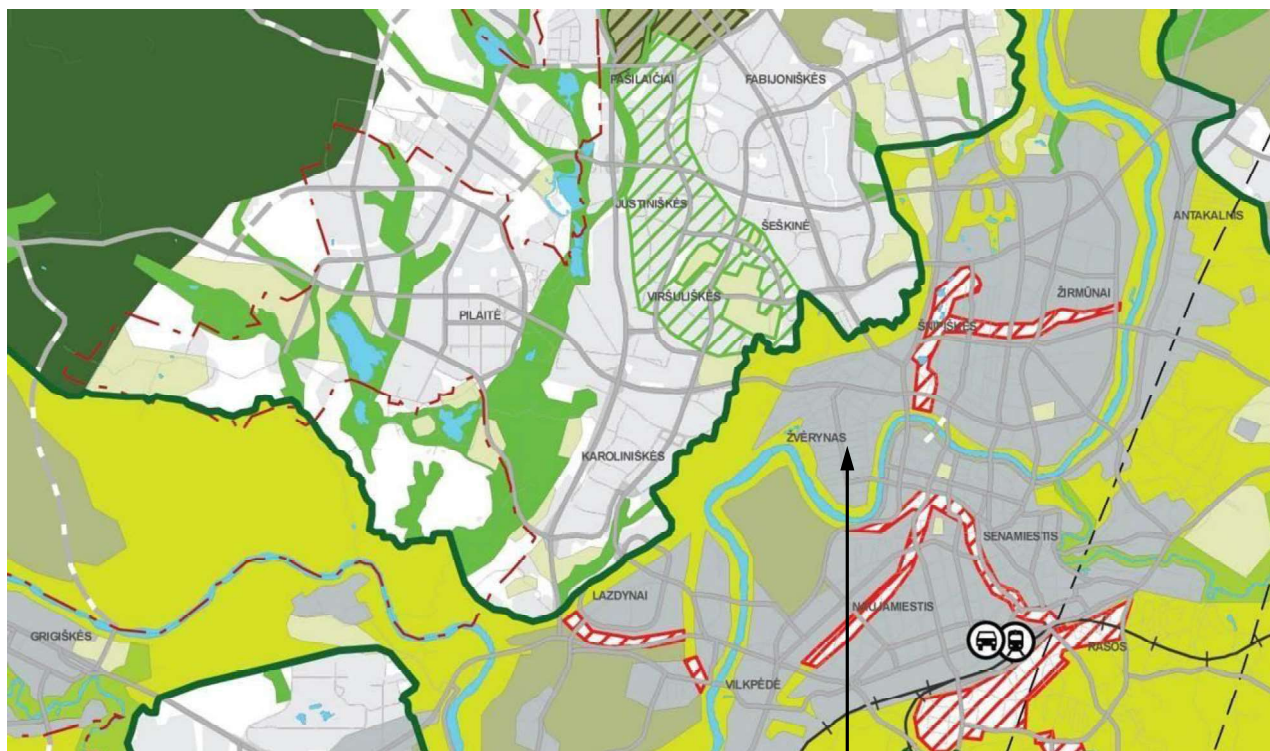 PAŠILAIČIAI
FABIJONIŠKĖS
JUSTINIŠKĖS
ŠEŠKINĖ
ANTAKALNIS
VIRŠULIŠKĖS
ŽIRMŪNAI
PILAITĖ
ŠNIPIŠKĖS
ŽVĖRYNAS
KAROLINIŠKĖS
SENAMIESTIS
LAZDYNAI
NAUJAMIESTIS
GRIGIŠKĖS
RASOS
VILKPĖDĖ